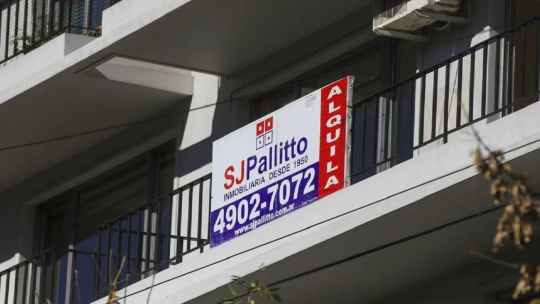 SJPallitto
INMOBILIARIA DESDE 1950
4902-7072
www.sjpallitto.com.ar
ALQUILA